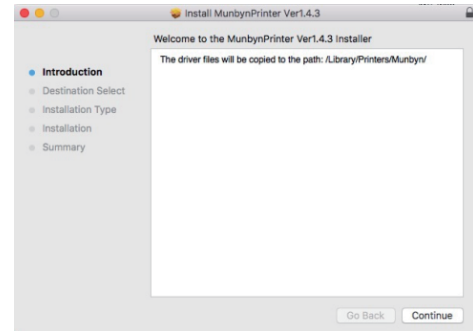 Install MunbynPrinter Ver1.4.3
Welcome to the MunbynPrinter Ver1.4.3 Installer
The driver files will be copied to the path: /Library/Printers/Munbyn/
Introduction
Destination Select
Installation Type
Installation
Summary
Go Back
Continue